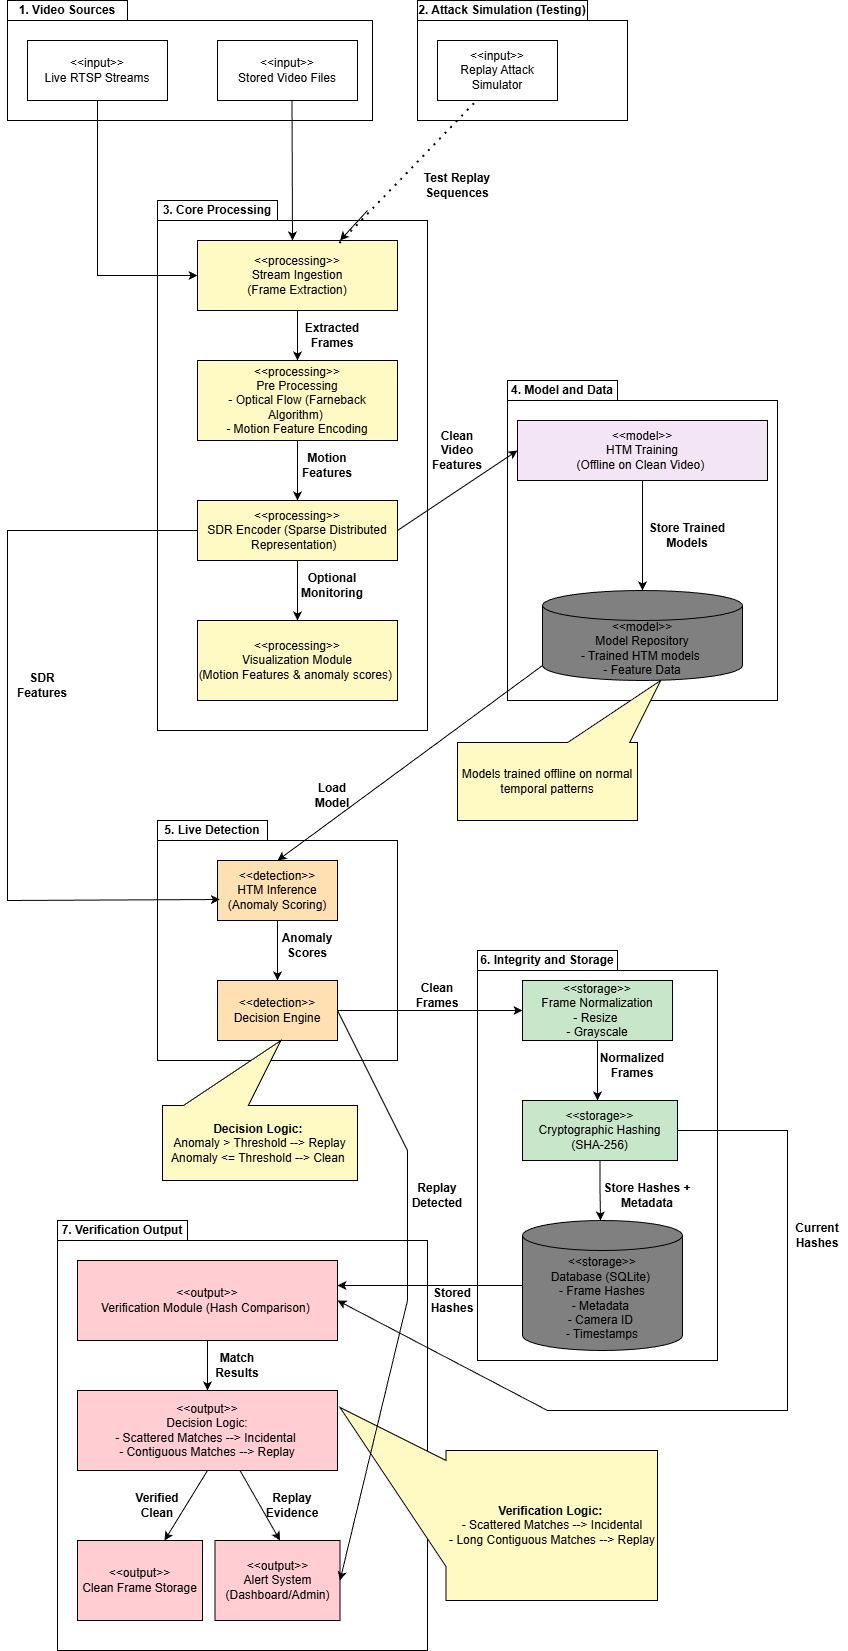 1. Video Sources
<<input>>
Live RTSP Streams
<<input>>
Stored Video Files
2. Attack Simulation (Testing)
<<input>>
Replay Attack
Simulator
Test Replay
Sequences
3. Core Processing
<<processing>>
Stream Ingestion
(Frame Extraction)
Extracted
Frames
<<processing>>
Pre Processing
- Optical Flow (Farneback
Algorithm)
- Motion Feature Encoding
Motion
Features
<<processing>>
SDR Encoder (Sparse Distributed
Representation)
Optional
Monitoring
<<processing>>
Visualization Module
(Motion Features & anomaly scores)
Clean
Video
Features
4. Model and Data
<<model>>
HTM Training
(Offline on Clean Video)
Store Trained
Models
<<model>>
Model Repository
- Trained HTM models
- Feature Data
Models trained offline on normal
temporal patterns
SDR
Features
Load
Model
5. Live Detection
<<detection>>
HTM Inference
(Anomaly Scoring)
Anomaly
Scores
<<detection>>
Decision Engine
Decision Logic:
Anomaly > Threshold --> Replay
Anomaly <= Threshold --> Clean
Clean
Frames
Replay
Detected
6. Integrity and Storage
<<storage>>
Frame Normalization
- Resize
- Grayscale
Normalized
Frames
<<storage>>
Cryptographic Hashing
(SHA-256)
Store Hashes +
Metadata
<<storage>>
Database (SQLite)
- Frame Hashes
- Metadata
- Camera ID
- Timestamps
Current
Hashes
Stored
Hashes
7. Verification Output
<<output>>
Verification Module (Hash Comparison)
Match
Results
<<output>>
Decision Logic:
- Scattered Matches --> Incidental
- Contiguous Matches --> Replay
Verified
Clean
Replay
Evidence
<<output>>
Clean Frame Storage
<<output>>
Alert System
(Dashboard/Admin)
Verification Logic:
- Scattered Matches --> Incidental
- Long Contiguous Matches --> Replay